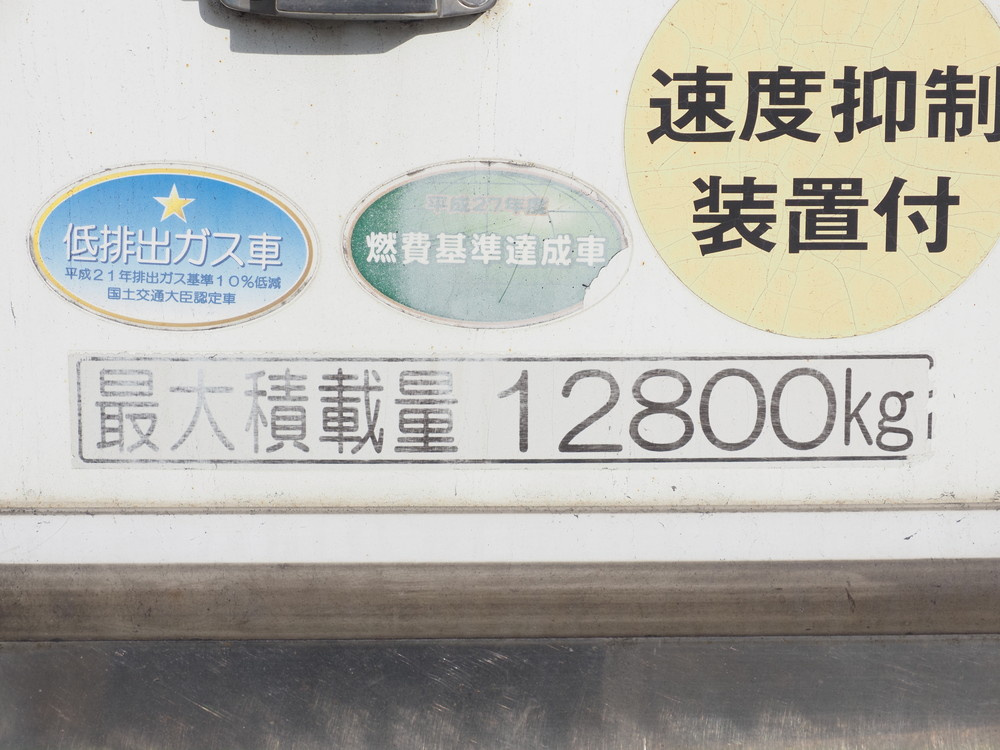 速度抑制
装置付
低排出ガス車
平成21年排出ガス基準10%低減
国土交通大臣認定車
平成27年度
燃費基準達成車
最大積載量 12800kg